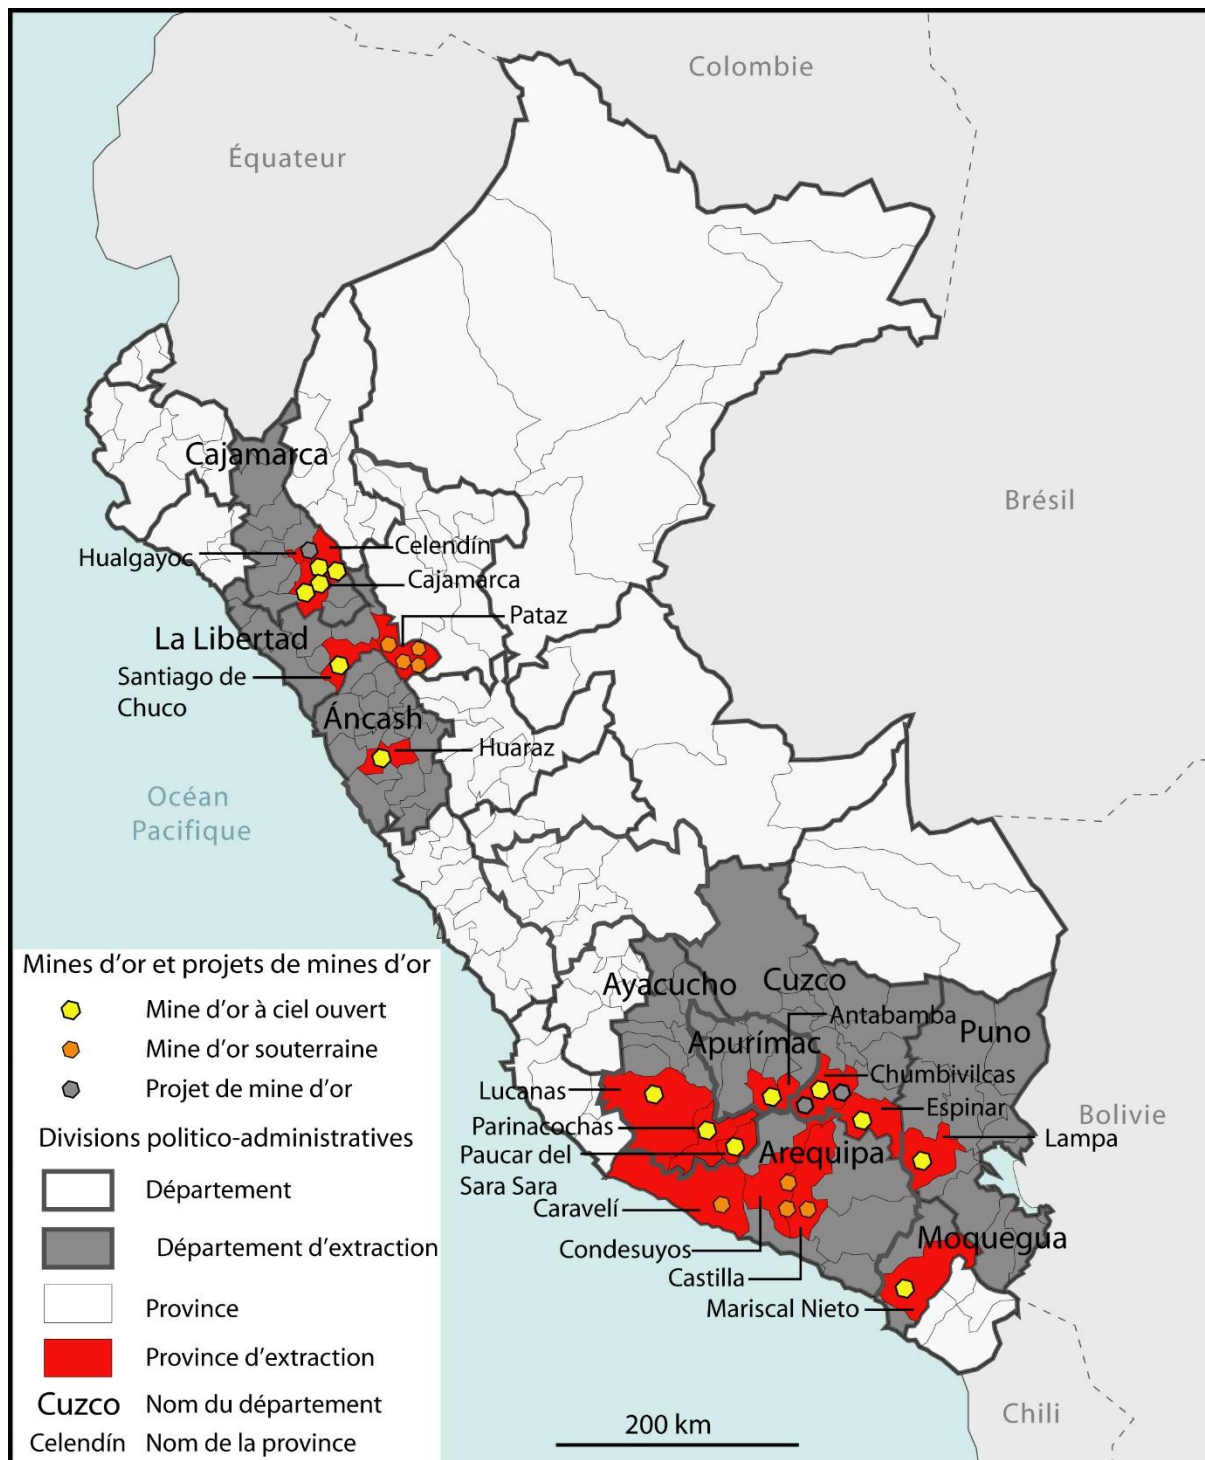 Colombie
Équateur
Brésil
Cajamarca
Hualgayoc
Celendín
Cajamarca
Pataz
La Libertad
Santiago de
Chuco
Áncash
Huaraz
Océan
Pacifique
Ayacucho
Cuzco
Antabamba
Puno
Apurímac
Chumbivilcas
Lucanas
Espinar
Bolivie
Parinacochas
Lampa
Paucar del
Sara Sara
Arequipa
Caravelí
Condesuyos
Moquegua
Castilla
Mariscal Nieto
Chili
200 km
Mines d'or et projets de mines d'or
Mine d'or à ciel ouvert
Mine d'or souterraine
Projet de mine d'or
Divisions politico-administratives
Département
Département d'extraction
Province
Province d'extraction
Cuzco Nom du département
Celendín Nom de la province